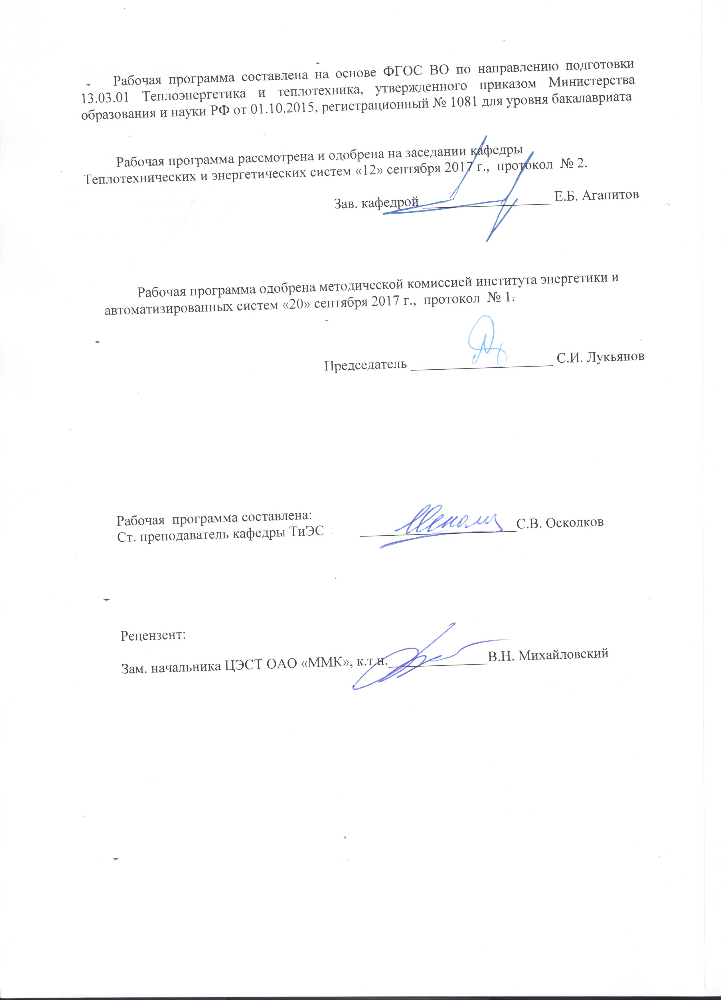 Рабочая программа составлена на основе ФГОС ВО по направлению подготовки
13.03.01 Теплоэнергетика и теплотехника, утвержденного приказом Министерства
образования и науки РФ от 01.10.2015, регистрационный № 1081 для уровня бакалавриата
Рабочая программа рассмотрена и одобрена на заседании кафедры
Теплотехнических и энергетических систем «12» сентября 2017 г., протокол № 2.
Зав. кафедрой ____________________ Е.Б. Агапитов
Рабочая программа одобрена методической комиссией института энергетики и
автоматизированных систем «20» сентября 2017 г., протокол № 1.
Председатель ____________________ С.И. Лукьянов
Рабочая программа составлена:
Ст. преподаватель кафедры ТиЭС ____________________С.В. Осколков
Рецензент:
Зам. начальника ЦЭСТ ОАО «ММК», к.т.н.______________В.Н. Михайловский